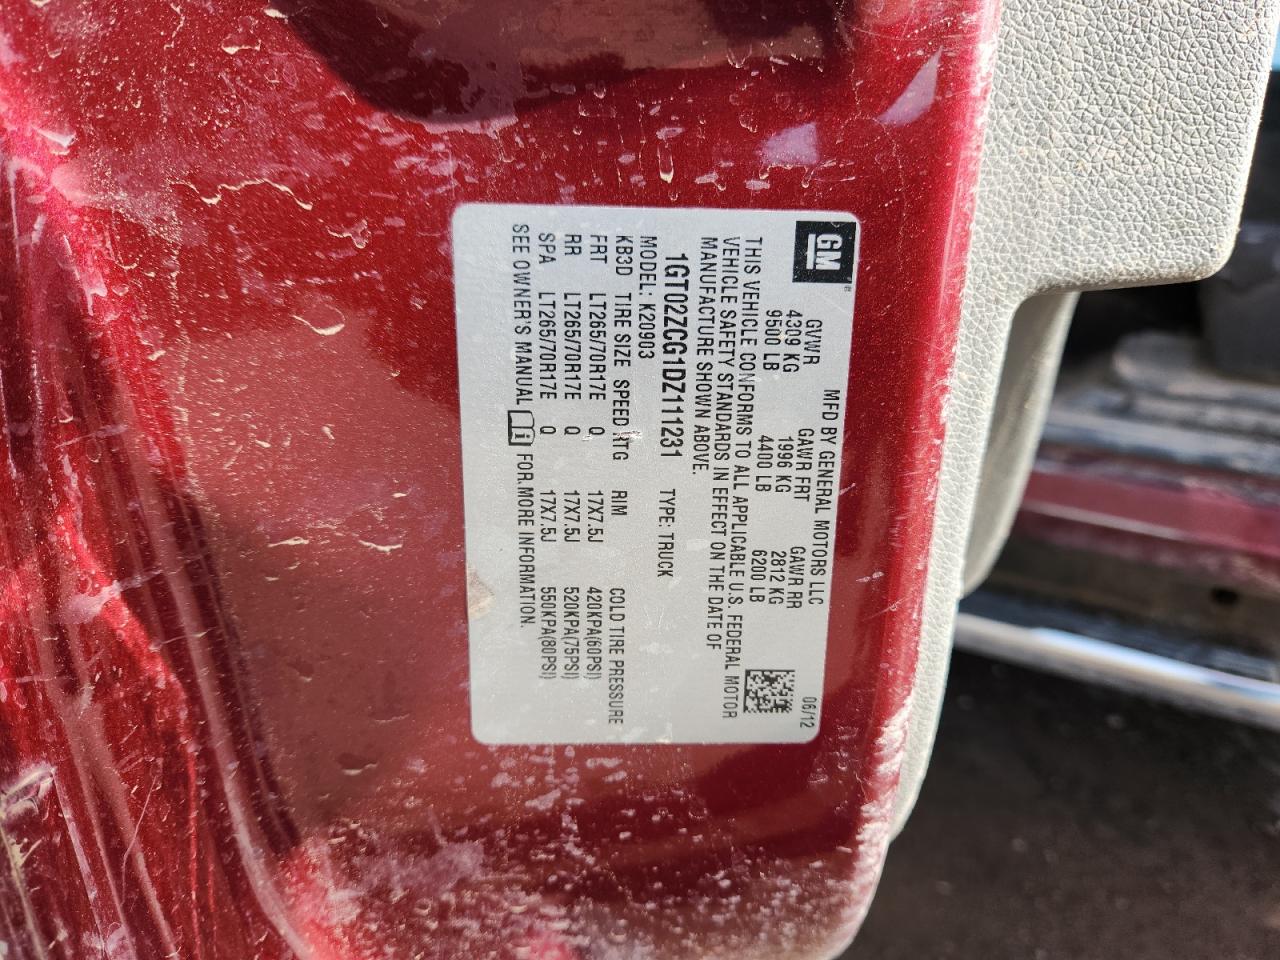 GM
MFD BY GENERAL MOTORS LLC 06/12
GVWR GAWR FRT GAWR RR
4309 KG 1996 KG 2812 KG
9500 LB 4400 LB 6200 LB
THIS VEHICLE CONFORMS TO ALL APPLICABLE U.S. FEDERAL MOTOR
VEHICLE SAFETY STANDARDS IN EFFECT ON THE DATE OF
MANUFACTURE SHOWN ABOVE.
1GT02ZCG1DZ111231 TYPE: TRUCK
MODEL: K20903
KB3D TIRE SIZE SPEED RTG RIM COLD TIRE PRESSURE
FRT LT265/70R17E Q 17X7.5J 420KPA(60PSI)
RR LT265/70R17E Q 17X7.5J 520KPA(75PSI)
SPA LT265/70R17E Q 17X7.5J 550KPA(80PSI)
SEE OWNER'S MANUAL FOR MORE INFORMATION.